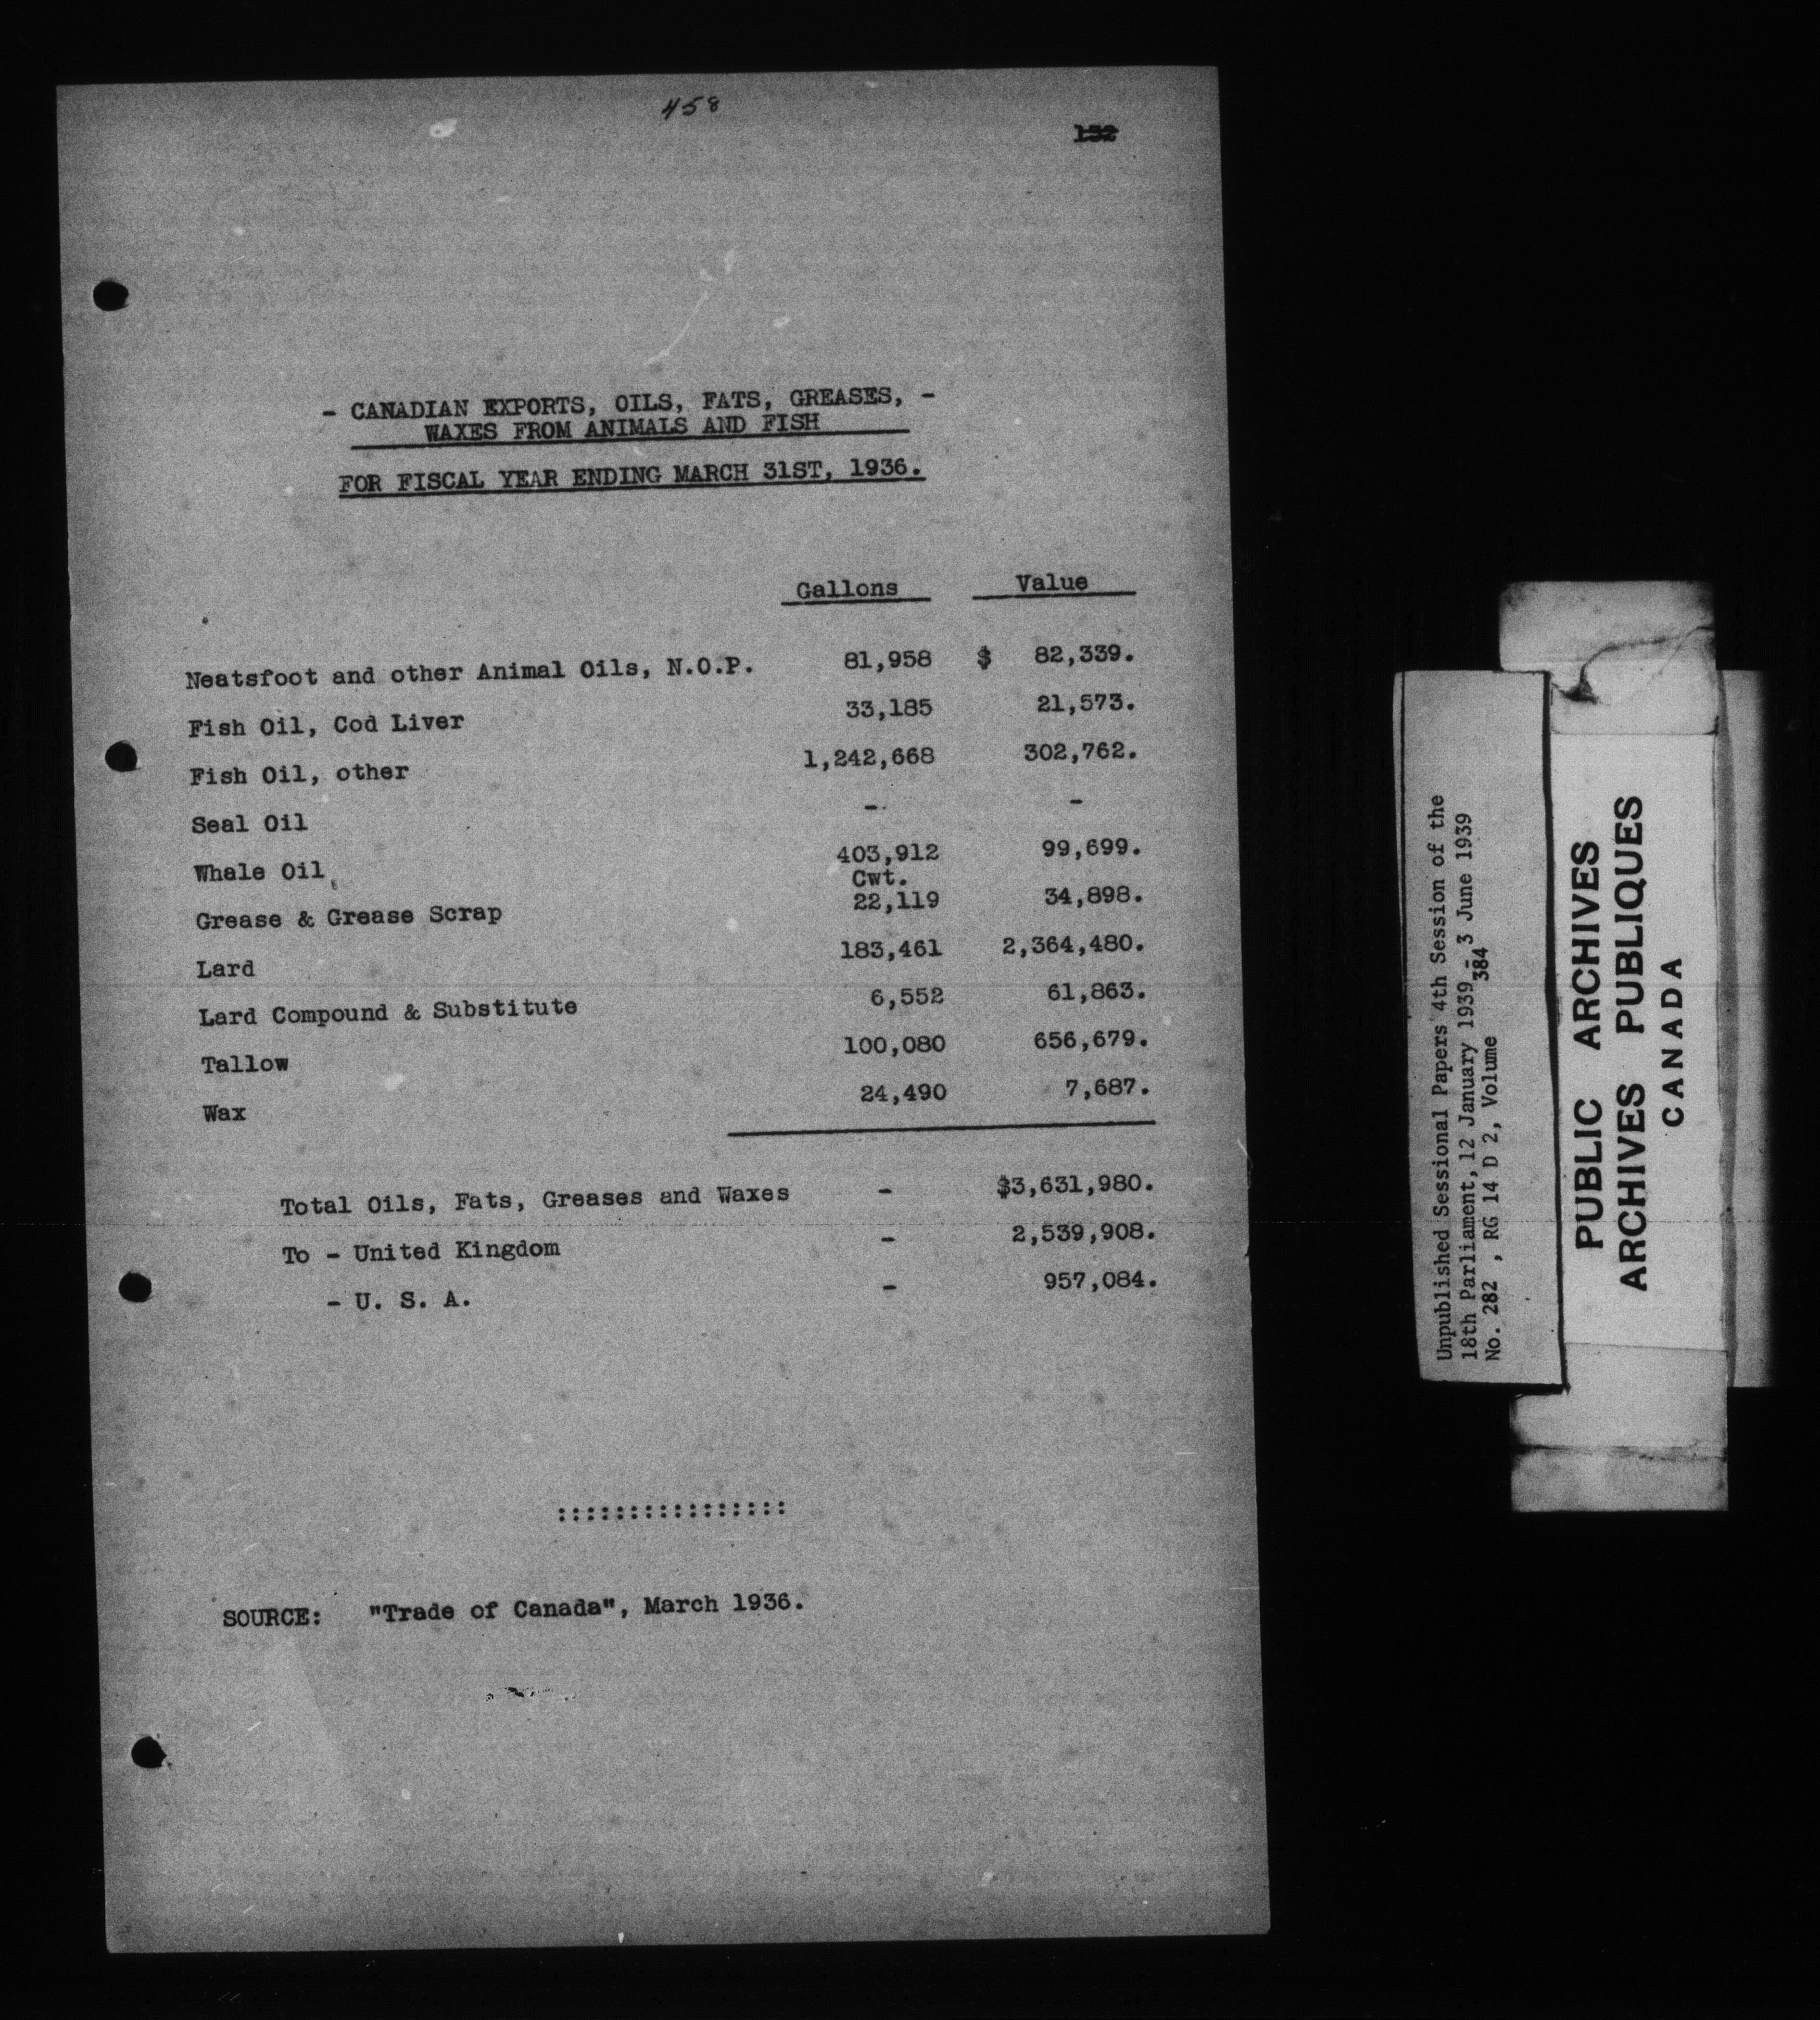 458
132
- CANADIAN EXPORTS, OILS, FATS, GREASES, -
WAXES FROM ANIMALS AND FISH
FOR FISCAL YEAR ENDING MARCH 31ST, 1936.
Gallons Value
Neatsfoot and other Animal Oils, N.O.P. 81,958 $ 82,339.
Fish Oil, Cod Liver 33,185 21,573.
Fish Oil, other 1,242,668 302,762.
Seal Oil - -
Whale Oil 403,912 99,699.
Cwt.
Grease & Grease Scrap 22,119 34,898.
Lard 183,461 2,364,480.
Lard Compound & Substitute 6,552 61,863.
Tallow 100,080 656,679.
Wax 24,490 7,687.
Total Oils, Fats, Greases and Waxes - $3,631,980.
To - United Kingdom - 2,539,908.
- U. S. A. - 957,084.
::::::::::::::::
SOURCE: "Trade of Canada", March 1936.
Unpublished Sessional Papers 4th Session of the
18th Parliament, 12 January 1939 - 3 June 1939
No. 282 , RG 14 D 2, Volume 384
PUBLIC ARCHIVES
ARCHIVES PUBLIQUES
CANADA